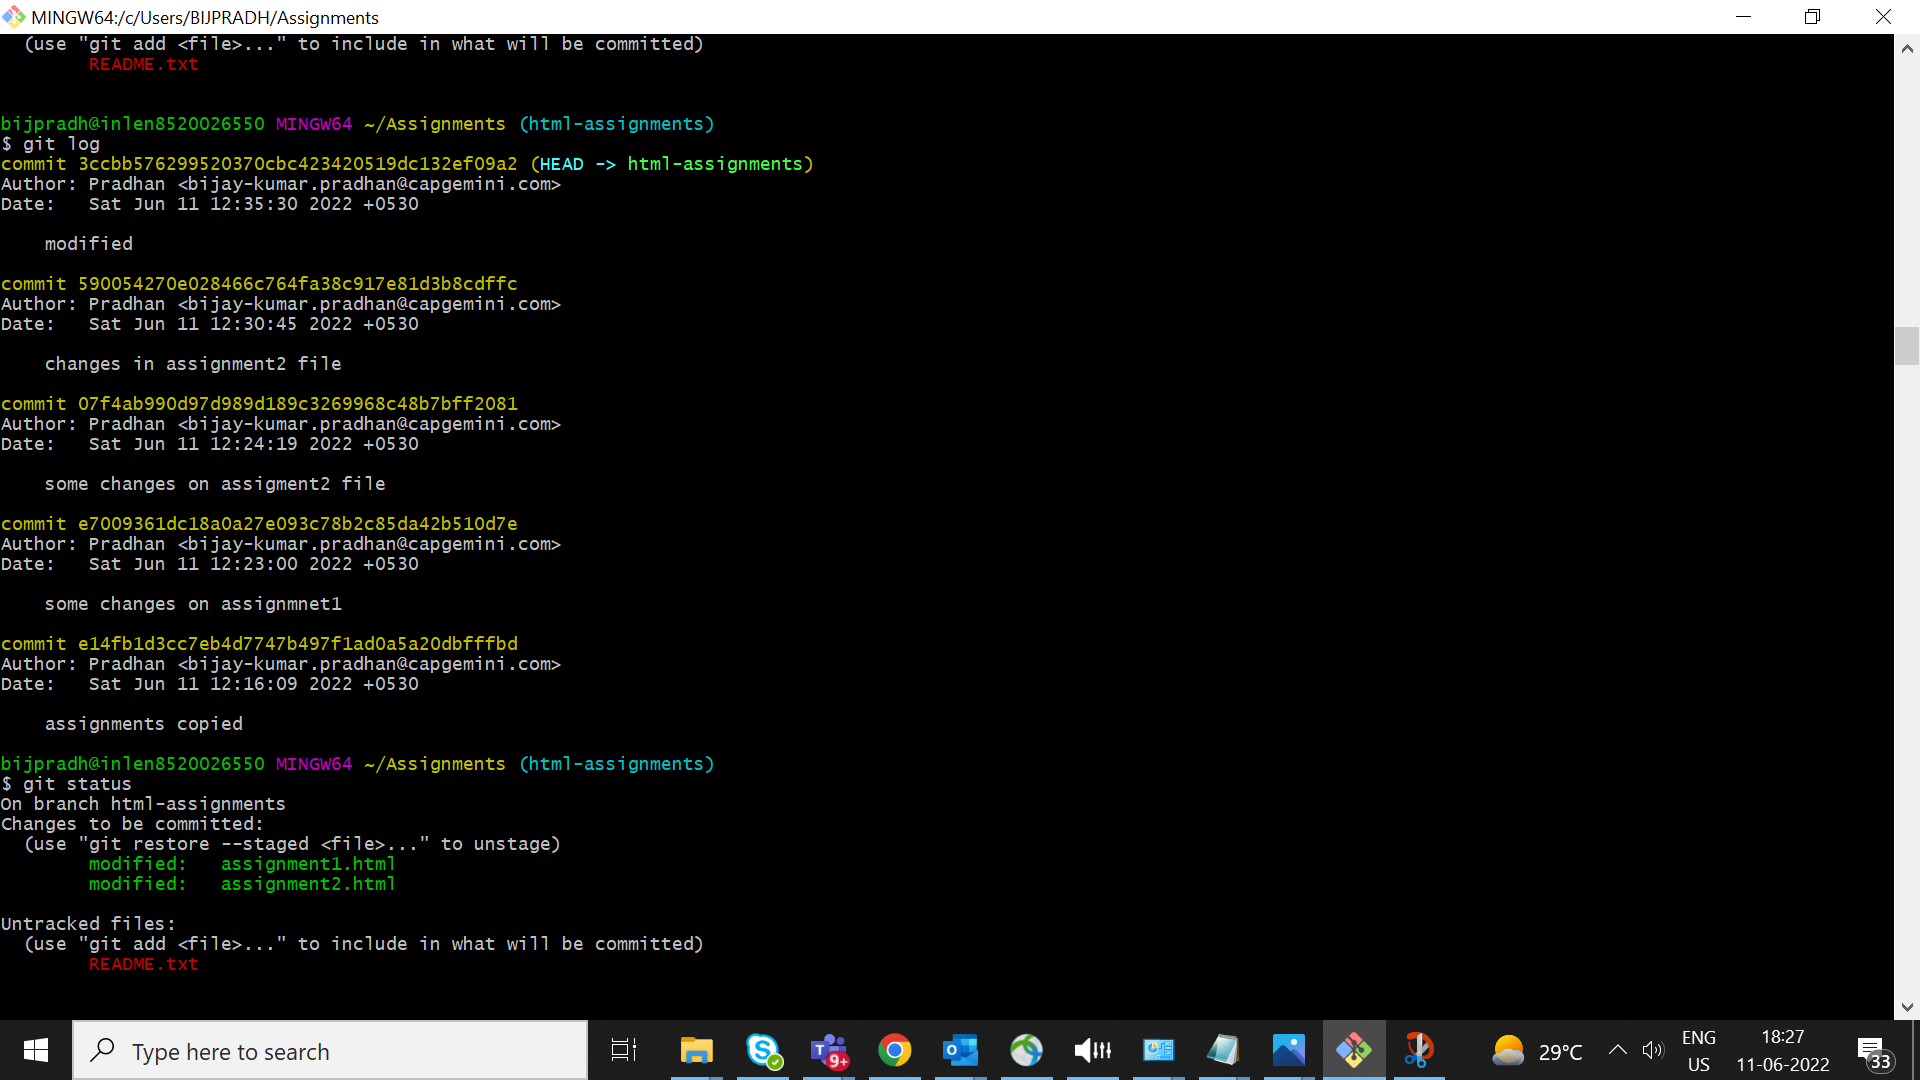 MINGW64:/c/Users/BIJPRADH/Assignments
(use "git add <file>..." to include in what will be committed)
README.txt
bijpradh@inlen8520026550 MINGW64 ~/Assignments (html-assignments)
$ git log
commit 3ccbb576299520370cbc423420519dc132ef09a2 (HEAD -> html-assignments)
Author: Pradhan <bijay-kumar.pradhan@capgemini.com>
Date:   Sat Jun 11 12:35:30 2022 +0530
modified
commit 590054270e028466c764fa38c917e81d3b8cdffc
Author: Pradhan <bijay-kumar.pradhan@capgemini.com>
Date:   Sat Jun 11 12:30:45 2022 +0530
changes in assignment2 file
commit 07f4ab990d97d989d189c3269968c48b7bff2081
Author: Pradhan <bijay-kumar.pradhan@capgemini.com>
Date:   Sat Jun 11 12:24:19 2022 +0530
some changes on assigment2 file
commit e7009361dc18a0a27e093c78b2c85da42b510d7e
Author: Pradhan <bijay-kumar.pradhan@capgemini.com>
Date:   Sat Jun 11 12:23:00 2022 +0530
some changes on assignmnet1
commit e14fb1d3cc7eb4d7747b497f1ad0a5a20dbfffbd
Author: Pradhan <bijay-kumar.pradhan@capgemini.com>
Date:   Sat Jun 11 12:16:09 2022 +0530
assignments copied
bijpradh@inlen8520026550 MINGW64 ~/Assignments (html-assignments)
$ git status
On branch html-assignments
Changes to be committed:
(use "git restore --staged <file>..." to unstage)
modified:   assignment1.html
modified:   assignment2.html
Untracked files:
(use "git add <file>..." to include in what will be committed)
README.txt
Type here to search
9+
29°C
ENG
US
18:27
11-06-2022
33